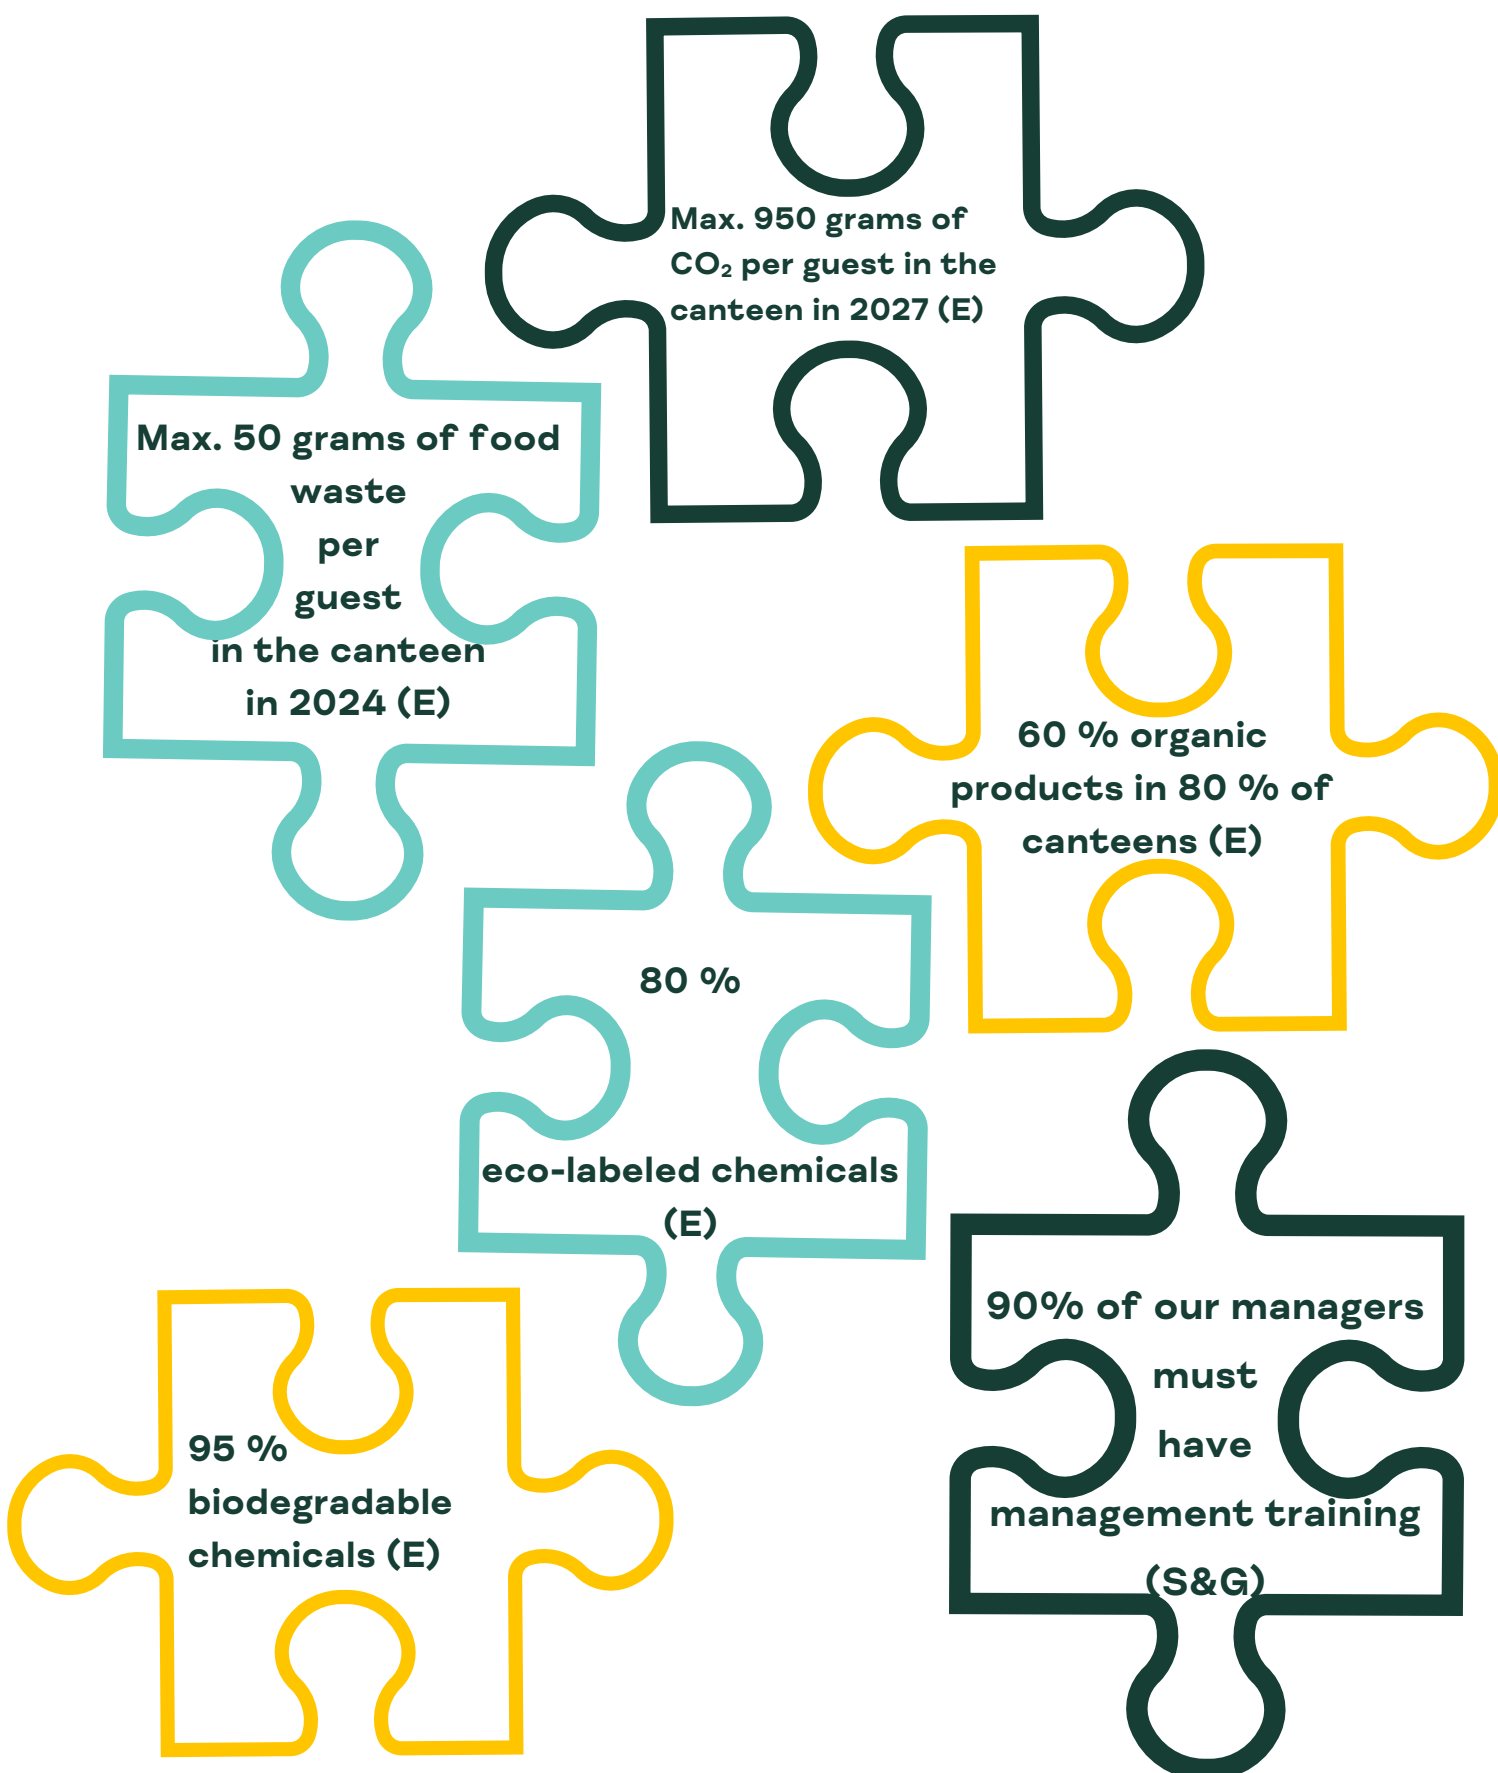 Max. 950 grams of
CO₂ per guest in the
canteen in 2027 (E)
Max. 50 grams of food
waste
per
guest
in the canteen
in 2024 (E)
60 % organic
products in 80 % of
canteens (E)
80 %
eco-labeled chemicals
(E)
90% of our managers
must
have
management training
(S&G)
95 %
biodegradable
chemicals (E)